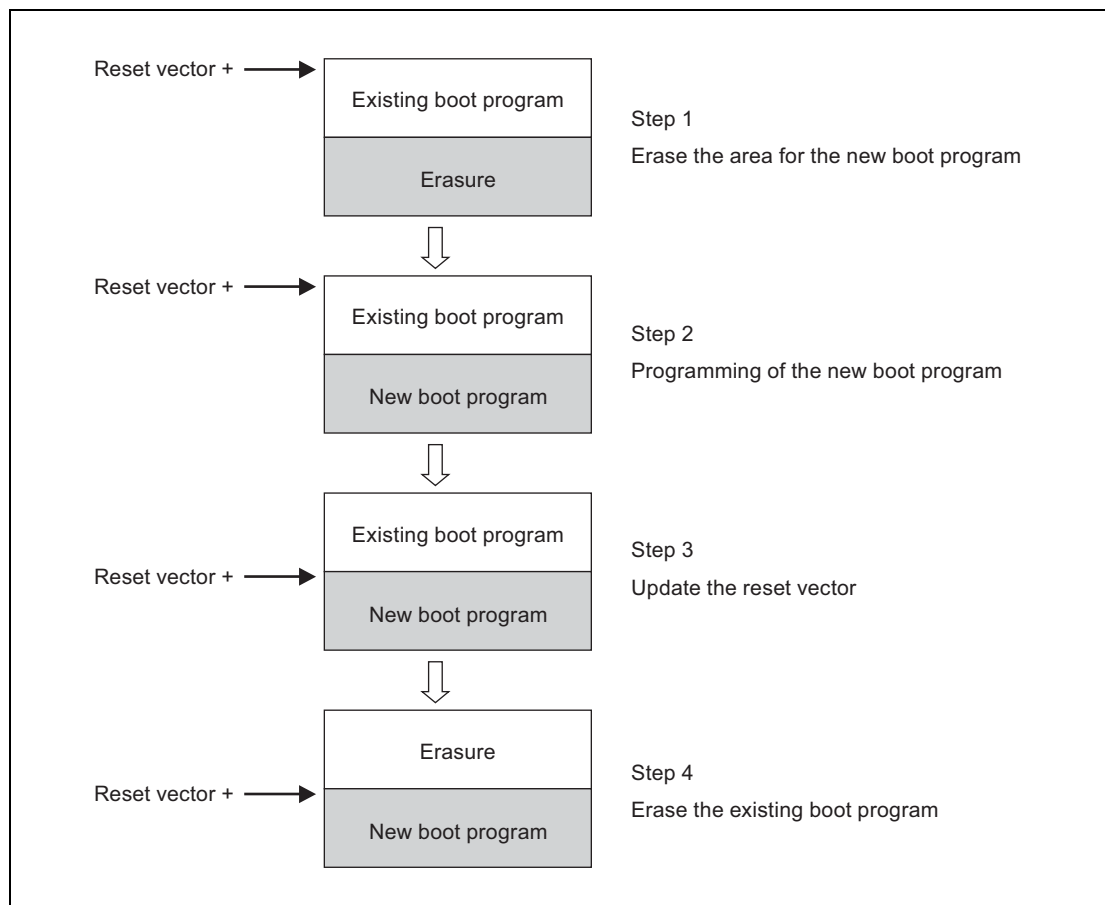 Reset vector +
Existing boot program
Erasure
Step 1
Erase the area for the new boot program
Reset vector +
Existing boot program
New boot program
Step 2
Programming of the new boot program
Existing boot program
Reset vector +
New boot program
Step 3
Update the reset vector
Erasure
Reset vector +
New boot program
Step 4
Erase the existing boot program